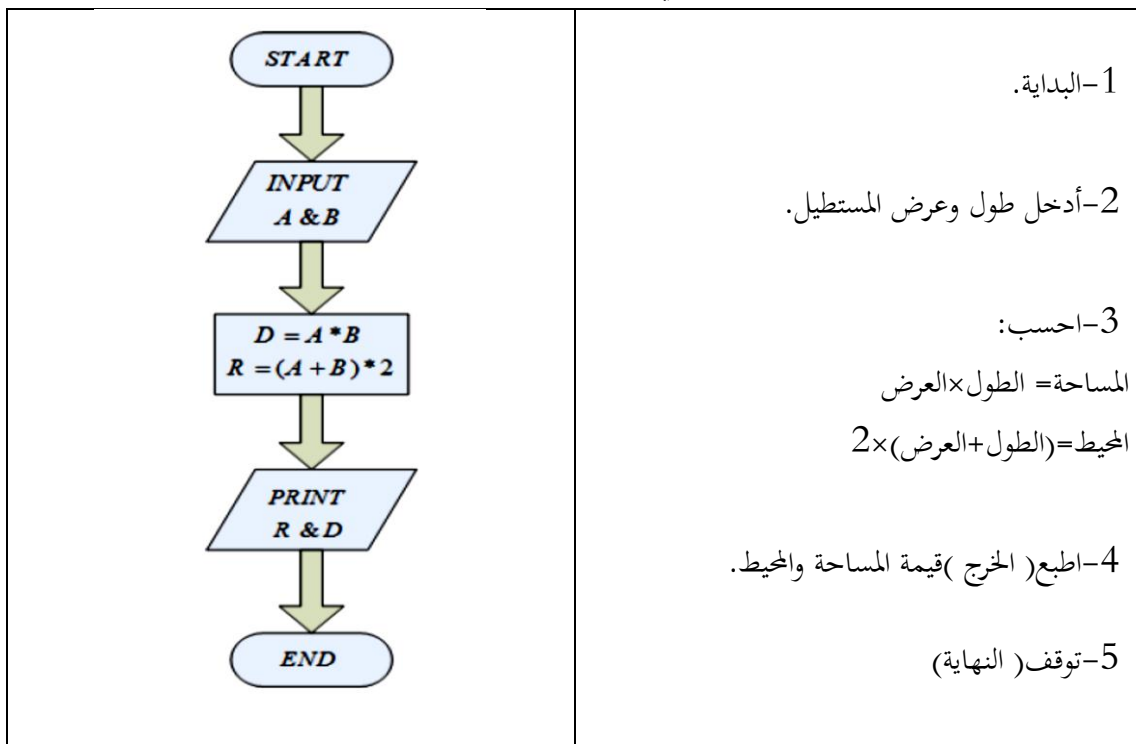 START
INPUT
A & B
D = A * B
R = (A + B) * 2
PRINT
R & D
END
1-البداية.
2-أدخل طول وعرض المستطيل.
3-احسب:
المساحة= الطول×العرض
المحيط=(الطول+العرض)×2
4-اطبع( الخرج )قيمة المساحة والمحيط.
5-توقف( النهاية)